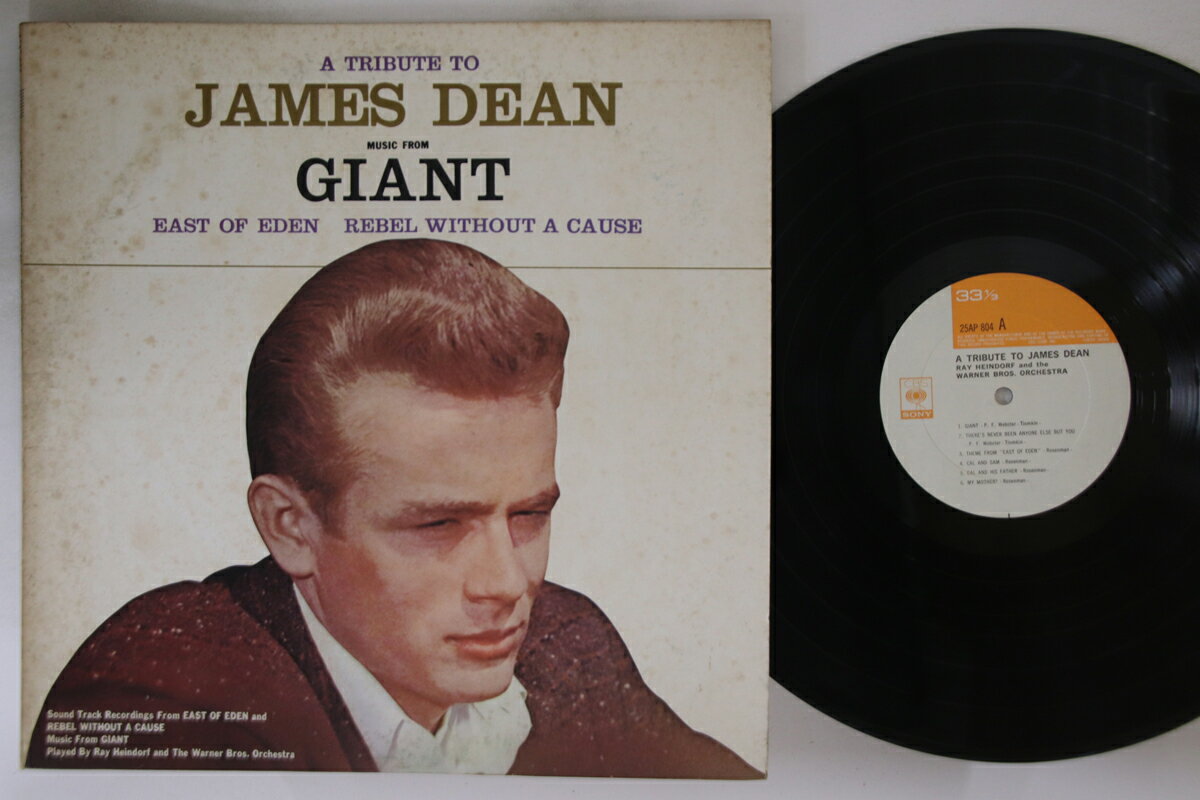 A TRIBUTE TO
JAMES DEAN
MUSIC FROM
GIANT
EAST OF EDEN REBEL WITHOUT A CAUSE
Sound Track Recordings From EAST OF EDEN and
REBEL WITHOUT A CAUSE
Music From GIANT
Played By Ray Heindorf and The Warner Bros. Orchestra
33 1/3
25AP 804 A
A TRIBUTE TO JAMES DEAN
RAY HEINDORF and the
WARNER BROS. ORCHESTRA
CBS
SONY
1. GIANT - P. F. Webster - Tiomkin -
2. THERE'S NEVER BEEN ANYONE ELSE BUT YOU
- P. F. Webster - Tiomkin -
3. THEME FROM "EAST OF EDEN" - Rosenman -
4. CAL AND SAM - Rosenman -
5. CAL AND HIS FATHER - Rosenman -
6. MY MOTHER? - Rosenman -